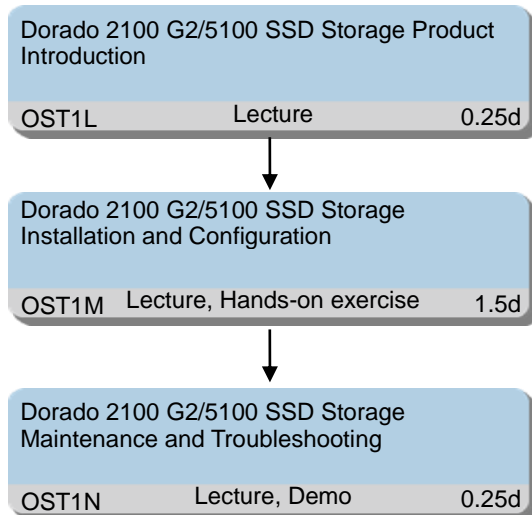 Dorado 2100 G2/5100 SSD Storage Product
Introduction
OST1L Lecture 0.25d
Dorado 2100 G2/5100 SSD Storage
Installation and Configuration
OST1M Lecture, Hands-on exercise 1.5d
Dorado 2100 G2/5100 SSD Storage
Maintenance and Troubleshooting
OST1N Lecture, Demo 0.25d